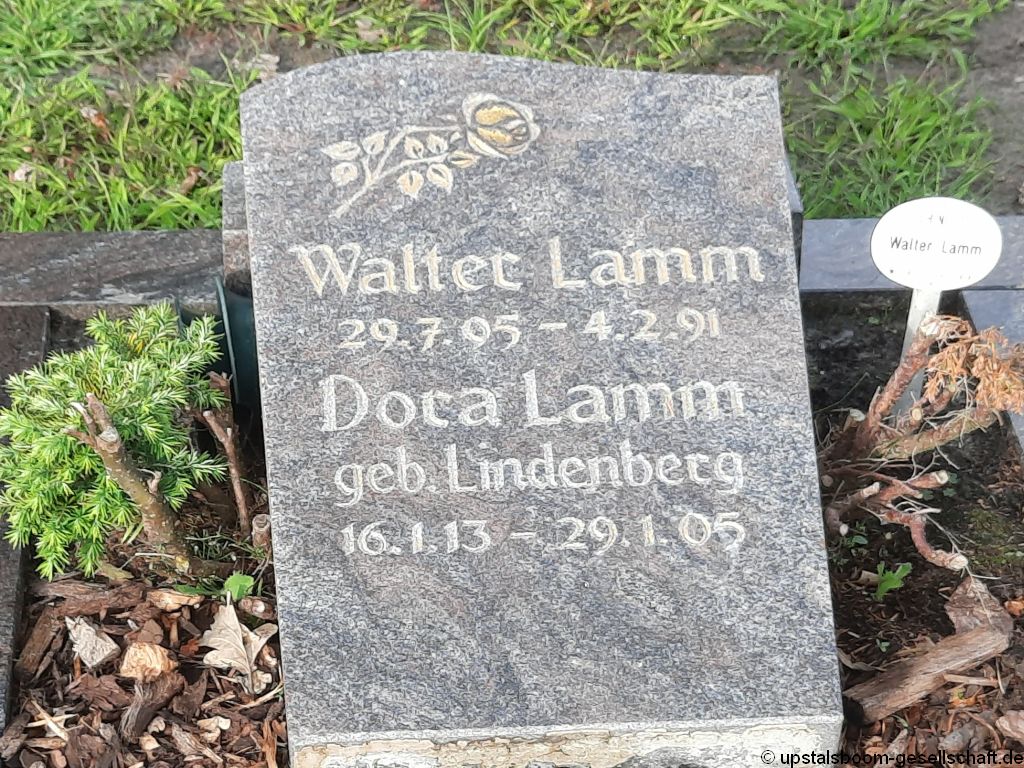 Walter Lamm
29.7.05 – 4.2.91
Dora Lamm
geb. Lindenberg
16.1.13 – 29.1.05
Walter Lamm
© upstalsboom-gesellschaft.de